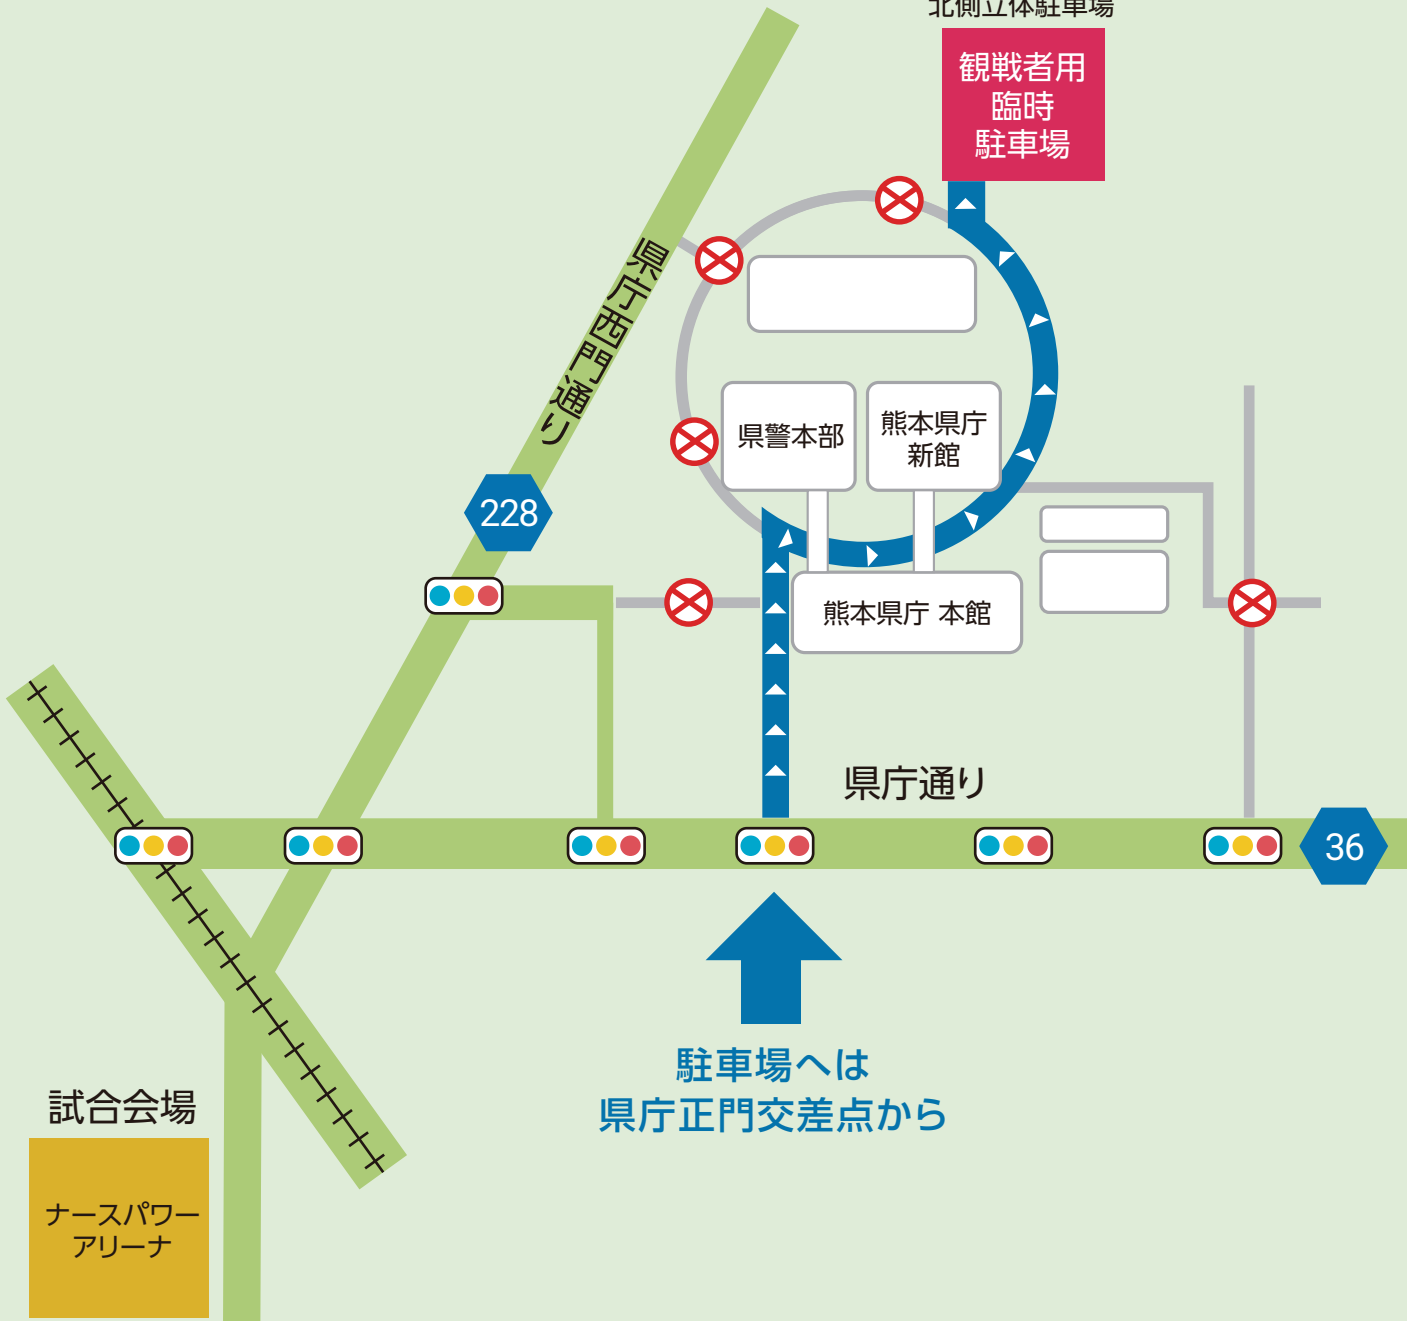 北側立体駐車場
観戦者用
臨時
駐車場
県庁西門通り
県警本部
熊本県庁
新館
228
熊本県庁 本館
県庁通り
36
駐車場へは
県庁正門交差点から
試合会場
ナースパワー
アリーナ